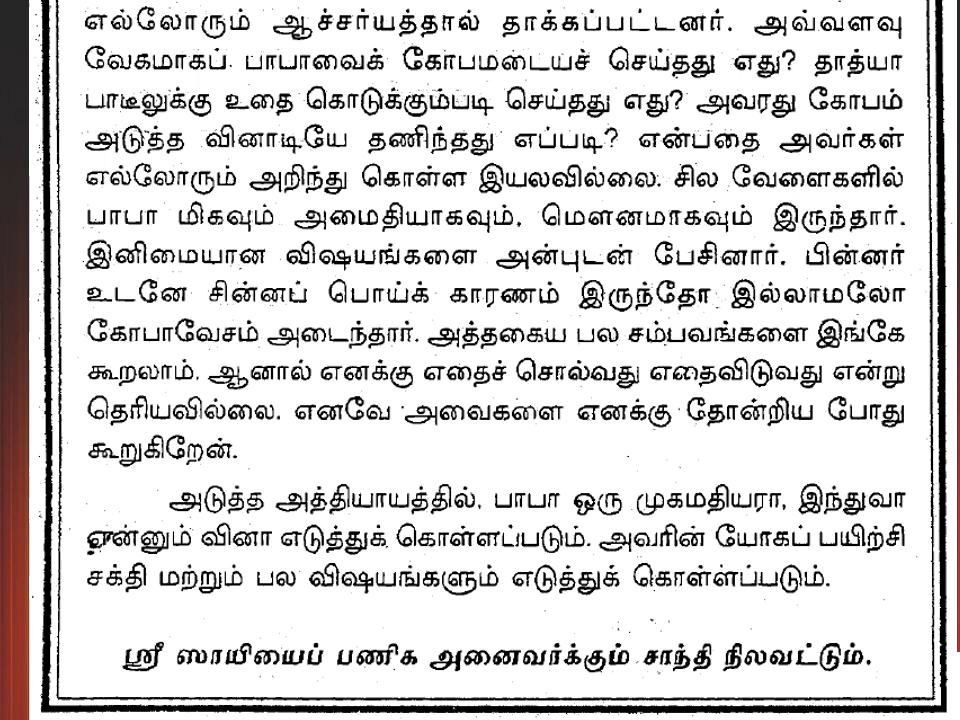 எல்லோரும் ஆச்சர்யத்தால் தாக்கப்பட்டனர். அவ்வளவு
வேகமாகப் பாபாவைக் கோபமடையச் செய்தது எது? தாத்யா
பாடீலுக்கு உதை கொடுக்கும்படி செய்தது எது? அவரது கோபம்
அடுத்த வினாடியே தணிந்தது எப்படி? என்பதை அவர்கள்
எல்லோரும் அறிந்து கொள்ள இயலவில்லை. சில வேளைகளில்
பாபா மிகவும் அமைதியாகவும், மௌனமாகவும் இருந்தார்.
இனிமையான விஷயங்களை அன்புடன் பேசினார். பின்னர்
உடனே சின்னப் பொய்க் காரணம் இருந்தோ இல்லாமலோ
கோபாவேசம் அடைந்தார். அத்தகைய பல சம்பவங்களை இங்கே
கூறலாம். ஆனால் எனக்கு எதைச் சொல்வது எதைவிடுவது என்று
தெரியவில்லை. எனவே அவைகளை எனக்கு தோன்றிய போது
கூறுகிறேன்.
அடுத்த அத்தியாயத்தில், பாபா ஒரு முகமதியரா, இந்துவா
என்னும் வினா எடுத்துக் கொள்ளப்படும். அவரின் யோகப் பயிற்சி
சக்தி மற்றும் பல விஷயங்களும் எடுத்துக் கொள்ளப்படும்.
ஸ்ரீ ஸாயியைப் பணிக அனைவர்க்கும் சாந்தி நிலவட்டும்.